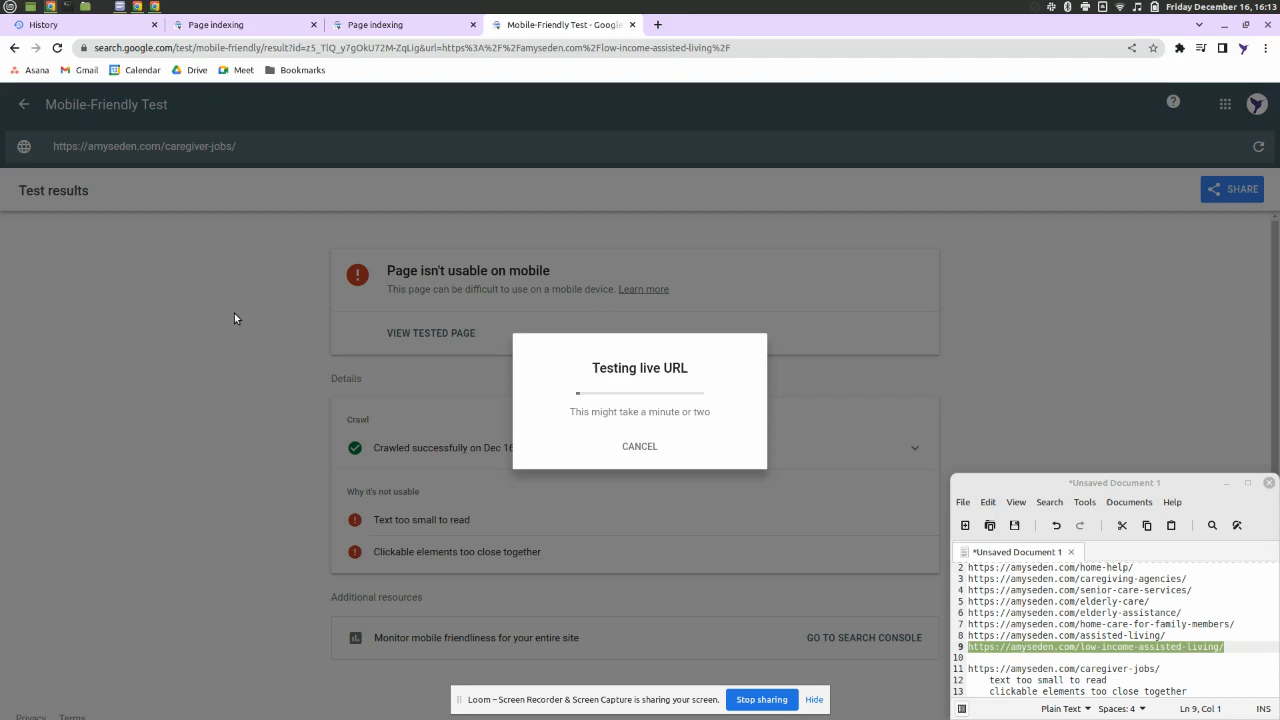 Friday December 16, 16:13
History
Page indexing
Page indexing
Mobile-Friendly Test - Google
search.google.com/test/mobile-friendly/result?id=z5_TlQ_y7gOkU72M-ZqLig&url=https%3A%2F%2Famyseden.com%2Flow-income-assisted-living%2F
Asana
Gmail
Calendar
Drive
Meet
Bookmarks
Mobile-Friendly Test
https://amyseden.com/caregiver-jobs/
Test results
SHARE
Page isn't usable on mobile
This page can be difficult to use on a mobile device. Learn more
VIEW TESTED PAGE
Testing live URL
This might take a minute or two
CANCEL
Details
Crawl
Crawled successfully on Dec 16
Why it's not usable
Text too small to read
Clickable elements too close together
Additional resources
Monitor mobile friendliness for your entire site
GO TO SEARCH CONSOLE
Privacy Terms
Loom – Screen Recorder & Screen Capture is sharing your screen.
Stop sharing
Hide
*Unsaved Document 1
File Edit View Search Tools Documents Help
*Unsaved Document 1
2 https://amyseden.com/home-help/
3 https://amyseden.com/caregiving-agencies/
4 https://amyseden.com/senior-care-services/
5 https://amyseden.com/elderly-care/
6 https://amyseden.com/elderly-assistance/
7 https://amyseden.com/home-care-for-family-members/
8 https://amyseden.com/assisted-living/
9 https://amyseden.com/low-income-assisted-living/
10
11 https://amyseden.com/caregiver-jobs/
12 text too small to read
13 clickable elements too close together
Plain Text Spaces: 4 Ln 9, Col 1 INS